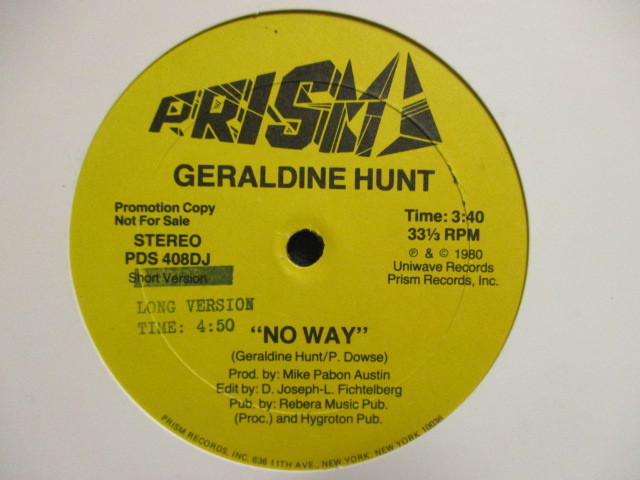 PRISM
GERALDINE HUNT
Promotion Copy
Not For Sale
STEREO
PDS 408DJ
Short Version
LONG VERSION
TIME: 4:50
Time: 3:40
33⅓ RPM
℗ & © 1980
Uniwave Records
Prism Records, Inc.
"NO WAY"
(Geraldine Hunt/P. Dowse)
Prod. by: Mike Pabon Austin
Edit by: D. Joseph-L. Fichtelberg
Pub. by: Rebera Music Pub.
(Proc.) and Hygroton Pub.
PRISM RECORDS, INC. 636 11TH AVE., NEW YORK, NEW YORK 10036